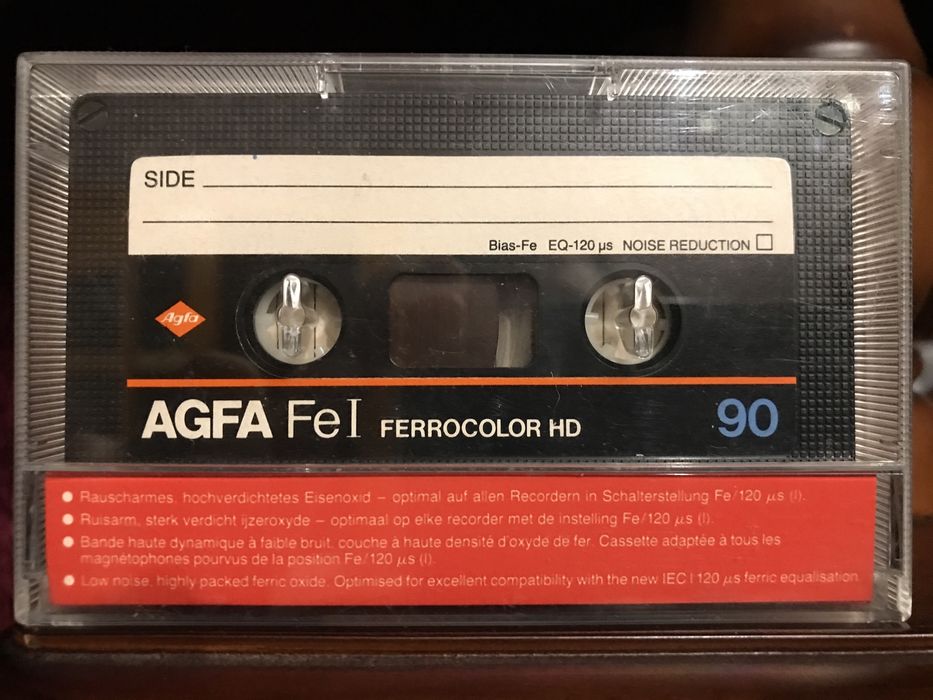 SIDE
Bias-Fe EQ-120 µs NOISE REDUCTION
Agfa
AGFA Fe I FERROCOLOR HD 90
Rauscharmes, hochverdichtetes Eisenoxid – optimal auf allen Recordern in Schalterstellung Fe/120 µs (I).
Ruisarm, sterk verdicht ijzeroxyde – optimaal op elke recorder met de instelling Fe/120 µs (I).
Bande haute dynamique à faible bruit, couche à haute densité d'oxyde de fer. Cassette adaptée à tous les
magnétophones pourvus de la position Fe/120 µs (I).
Low noise, highly packed ferric oxide. Optimised for excellent compatibility with the new IEC I 120 µs ferric equalisation.